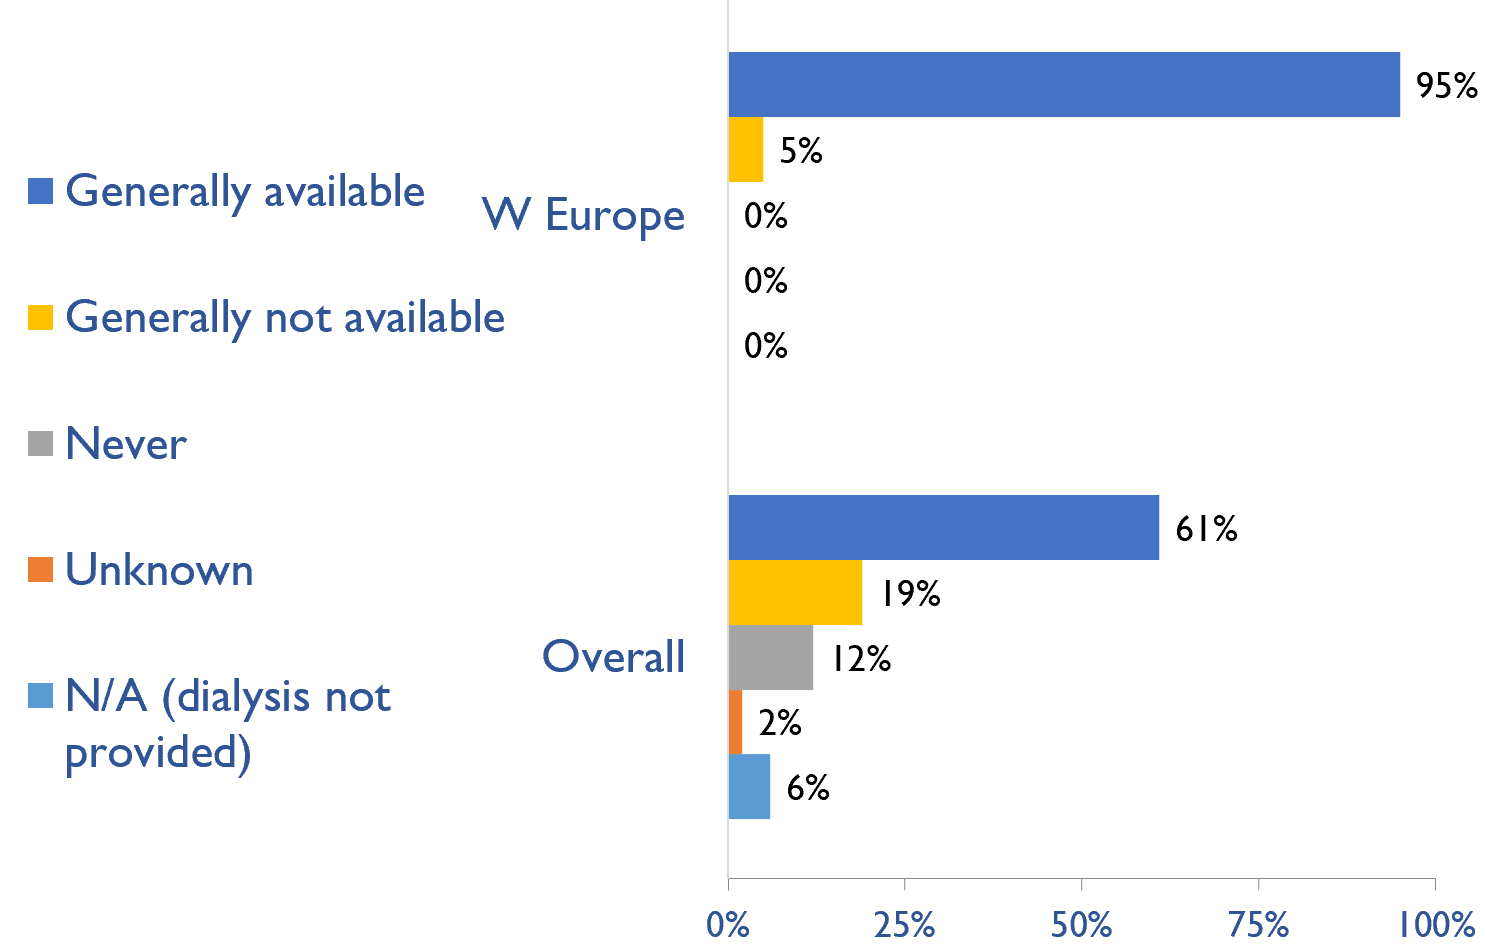 Generally available
Generally not available
Never
Unknown
N/A (dialysis not
provided)
W Europe
95%
5%
0%
0%
0%
Overall
61%
19%
12%
2%
6%
0% 25% 50% 75% 100%